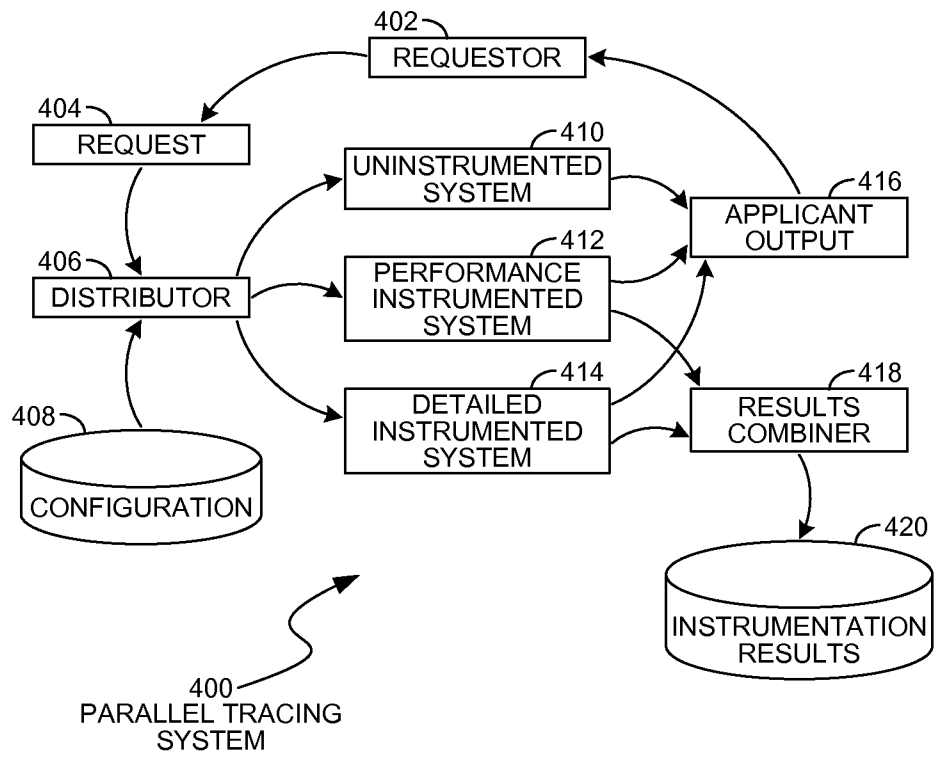 402
REQUESTOR
404
REQUEST
410
UNINSTRUMENTED
SYSTEM
416
APPLICANT
OUTPUT
406
DISTRIBUTOR
412
PERFORMANCE
INSTRUMENTED
SYSTEM
414
DETAILED
INSTRUMENTED
SYSTEM
418
RESULTS
COMBINER
408
CONFIGURATION
420
INSTRUMENTATION
RESULTS
400
PARALLEL TRACING
SYSTEM